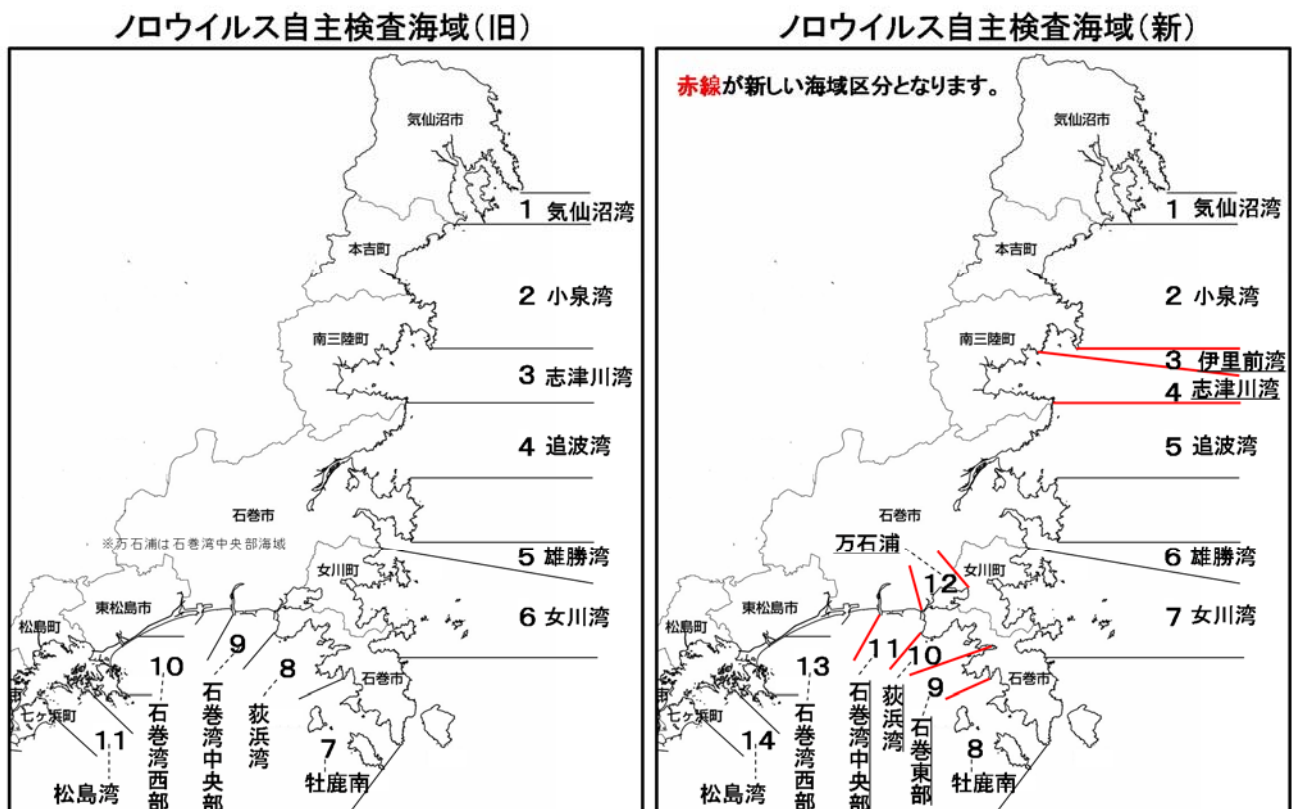 ノロウイルス自主検査海域(旧)
気仙沼市
1 気仙沼湾
本吉町
2 小泉湾
南三陸町
3 志津川湾
4 追波湾
石巻市
※万石浦は石巻湾中央部海域
5 雄勝湾
女川町
東松島市
6 女川湾
松島町
9
10
8
石巻市
七ヶ浜町
11
7
石巻湾西部
石巻湾中央部
荻浜湾
牡鹿南
松島湾
ノロウイルス自主検査海域(新)
赤線が新しい海域区分となります。
気仙沼市
1 気仙沼湾
本吉町
2 小泉湾
南三陸町
3 伊里前湾
4 志津川湾
5 追波湾
石巻市
万石浦
6 雄勝湾
女川町
12
東松島市
7 女川湾
松島町
11
10
13
石巻市
9
七ヶ浜町
14
8
石巻湾西部
石巻湾中央部
荻浜湾
石巻東部
牡鹿南
松島湾